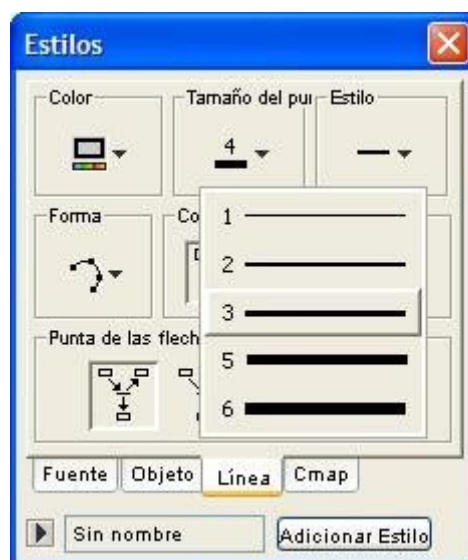 Estilos
Color
Tamaño del pu
Estilo
4
Forma
Co
1
2
3
5
6
Punta de las flech
Fuente
Objeto
Línea
Cmap
Sin nombre
Adicionar Estilo